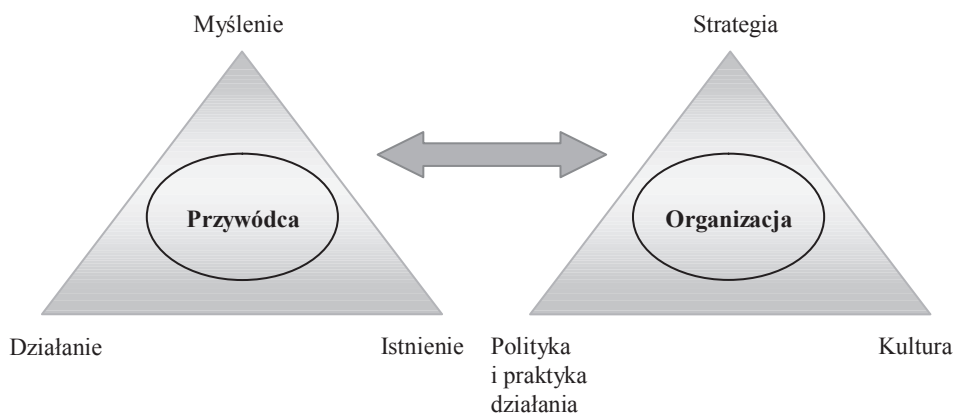 Myślenie
Strategia
Przywódca
Organizacja
Działanie
Istnienie
Polityka
i praktyka
działania
Kultura